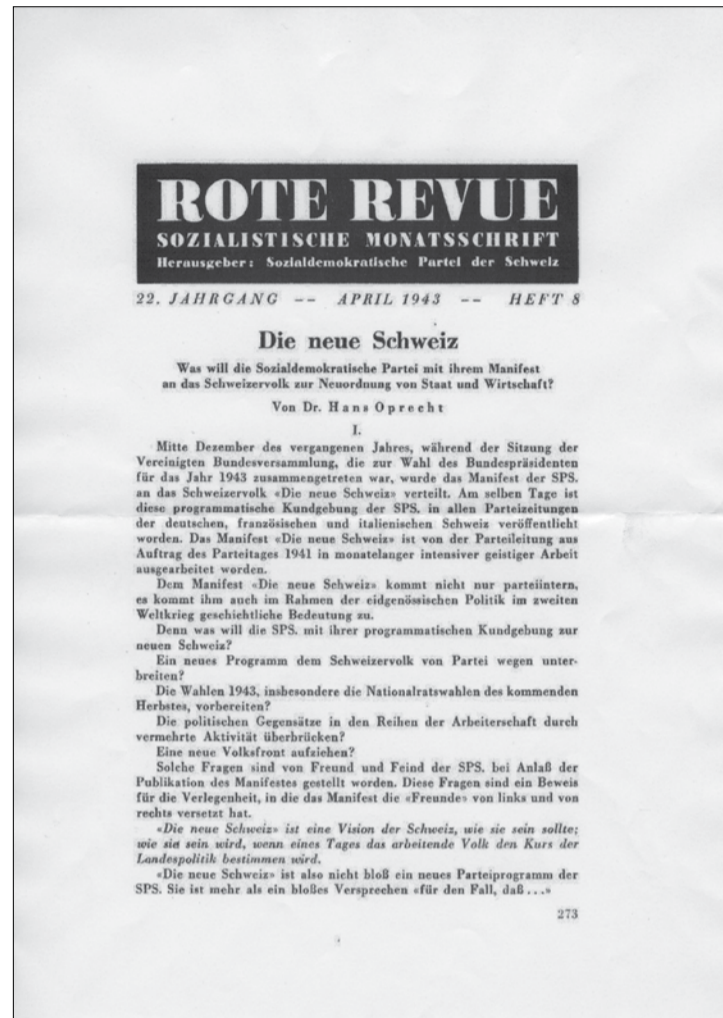 ROTE REVUE
SOZIALISTISCHE MONATSSCHRIFT
Herausgeber: Sozialdemokratische Partei der Schweiz
22. JAHRGANG -- APRIL 1943 -- HEFT 8
Die neue Schweiz
Was will die Sozialdemokratische Partei mit ihrem Manifest
an das Schweizervolk zur Neuordnung von Staat und Wirtschaft?
Von Dr. Hans Oprecht
I.
Mitte Dezember des vergangenen Jahres, während der Sitzung der
Vereinigten Bundesversammlung, die zur Wahl des Bundespräsidenten
für das Jahr 1943 zusammengetreten war, wurde das Manifest der SPS.
an das Schweizervolk «Die neue Schweiz» verteilt. Am selben Tage ist
diese programmatische Kundgebung der SPS. in allen Parteizeitungen
der deutschen, französischen und italienischen Schweiz veröffentlicht
worden. Das Manifest «Die neue Schweiz» ist von der Parteileitung aus
Auftrag des Parteitages 1941 in monatelanger intensiver geistiger Arbeit
ausgearbeitet worden.
Dem Manifest «Die neue Schweiz» kommt nicht nur parteiintern,
es kommt ihm auch im Rahmen der eidgenössischen Politik im zweiten
Weltkrieg geschichtliche Bedeutung zu.
Denn was will die SPS. mit ihrer programmatischen Kundgebung zur
neuen Schweiz?
Ein neues Programm dem Schweizervolk von Partei wegen unter-
breiten?
Die Wahlen 1943, insbesondere die Nationalratswahlen des kommenden
Herbstes, vorbereiten?
Die politischen Gegensätze in den Reihen der Arbeiterschaft durch
vermehrte Aktivität überbrücken?
Eine neue Volksfront aufziehen?
Solche Fragen sind von Freund und Feind der SPS. bei Anlaß der
Publikation des Manifestes gestellt worden. Diese Fragen sind ein Beweis
für die Verlegenheit, in die das Manifest die «Freunde» von links und von
rechts versetzt hat.
«Die neue Schweiz» ist eine Vision der Schweiz, wie sie sein sollte;
wie sie sein wird, wenn eines Tages das arbeitende Volk den Kurs der
Landespolitik bestimmen wird.
«Die neue Schweiz» ist also nicht bloß ein neues Parteiprogramm der
SPS. Sie ist mehr als ein bloßes Versprechen «für den Fall, daß...»
273